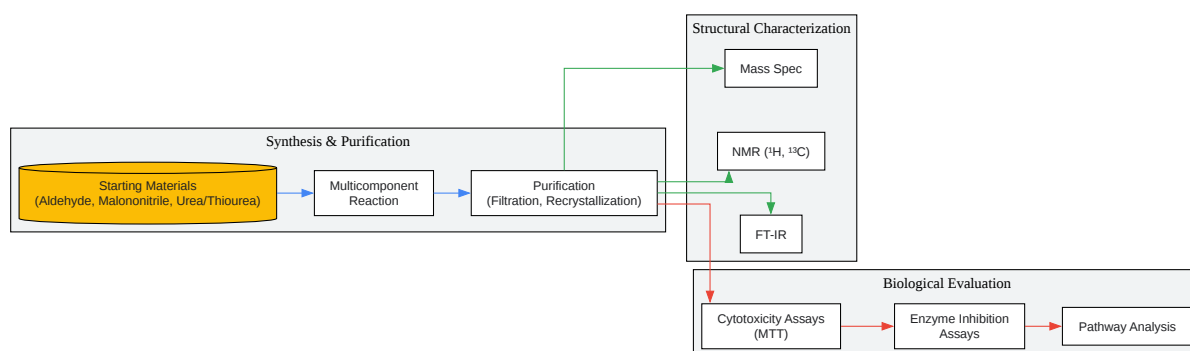 Structural Characterization
Mass Spec
NMR (¹H, ¹³C)
FT-IR
Synthesis & Purification
Starting Materials
(Aldehyde, Malononitrile, Urea/Thiourea)
Multicomponent
Reaction
Purification
(Filtration, Recrystallization)
Biological Evaluation
Cytotoxicity Assays
(MTT)
Enzyme Inhibition
Assays
Pathway Analysis